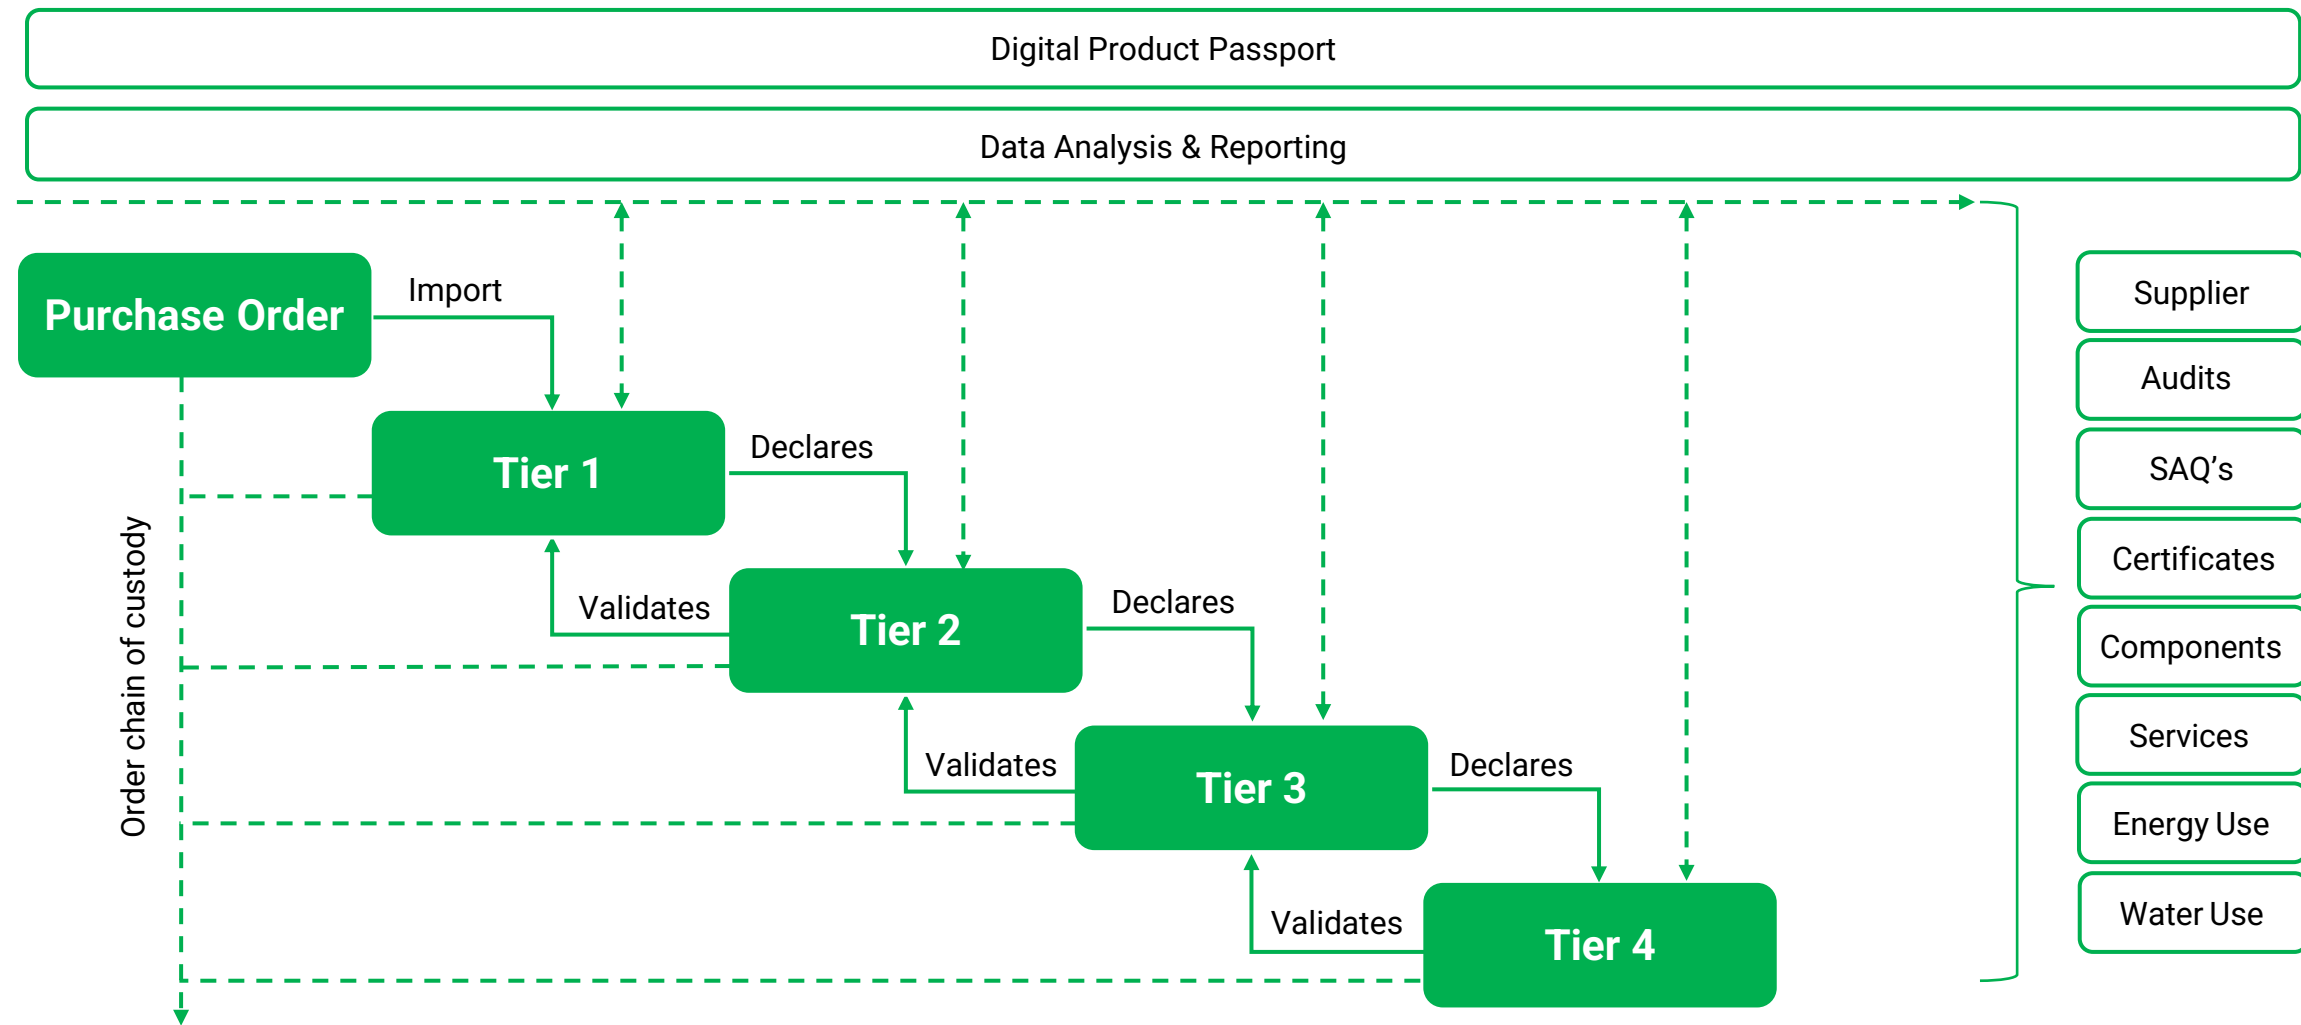 Digital Product Passport
Data Analysis & Reporting
Purchase Order
Import
Tier 1
Declares
Validates
Tier 2
Declares
Validates
Tier 3
Declares
Validates
Tier 4
Order chain of custody
Supplier
Audits
SAQ’s
Certificates
Components
Services
Energy Use
Water Use